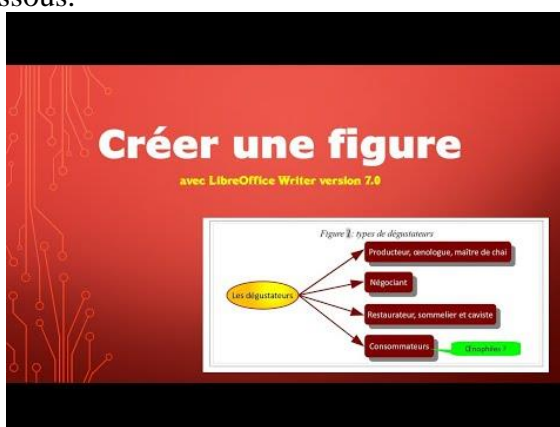 ssous.
Créer une figure
avec LibreOffice Writer version 7.0
Figure 1: types de dégustateurs
Producteur, œnologue, maître de chai
Négociant
Les dégustateurs
Restaurateur, sommelier et caviste
Consommateurs
Œnophiles ?